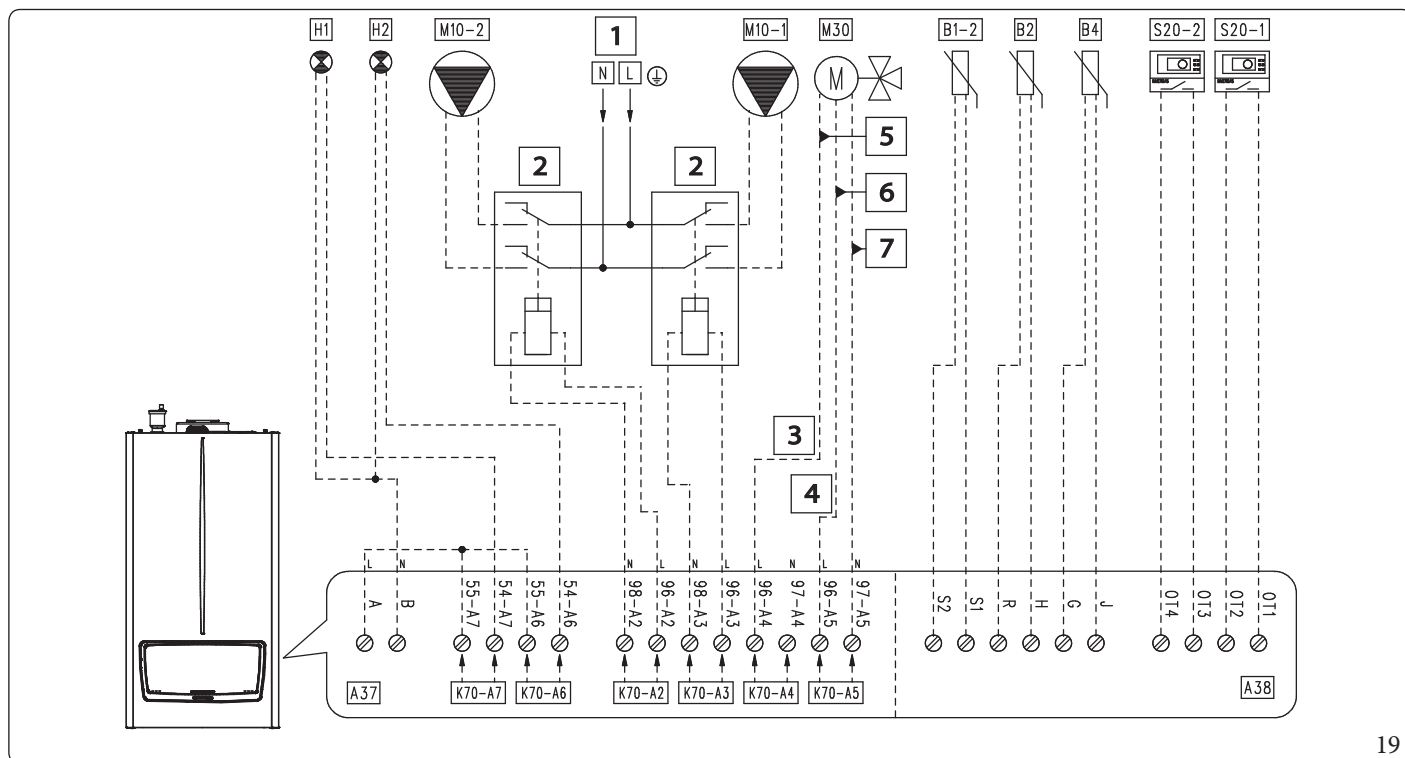 H1 H2 M10-2 1 M10-1 M30 B1-2 B2 B4 S20-2 S20-1
N L
M
5
2 2
6
7
3
4
L N N L N L L N L N
A B 55-A7 54-A7 55-A6 54-A6 98-A2 96-A2 98-A3 96-A3 96-A4 97-A4 96-A5 97-A5 S2 S1 R H G J OT4 OT3 OT2 OT1
A37 K70-A7 K70-A6 K70-A2 K70-A3 K70-A4 K70-A5 A38
19